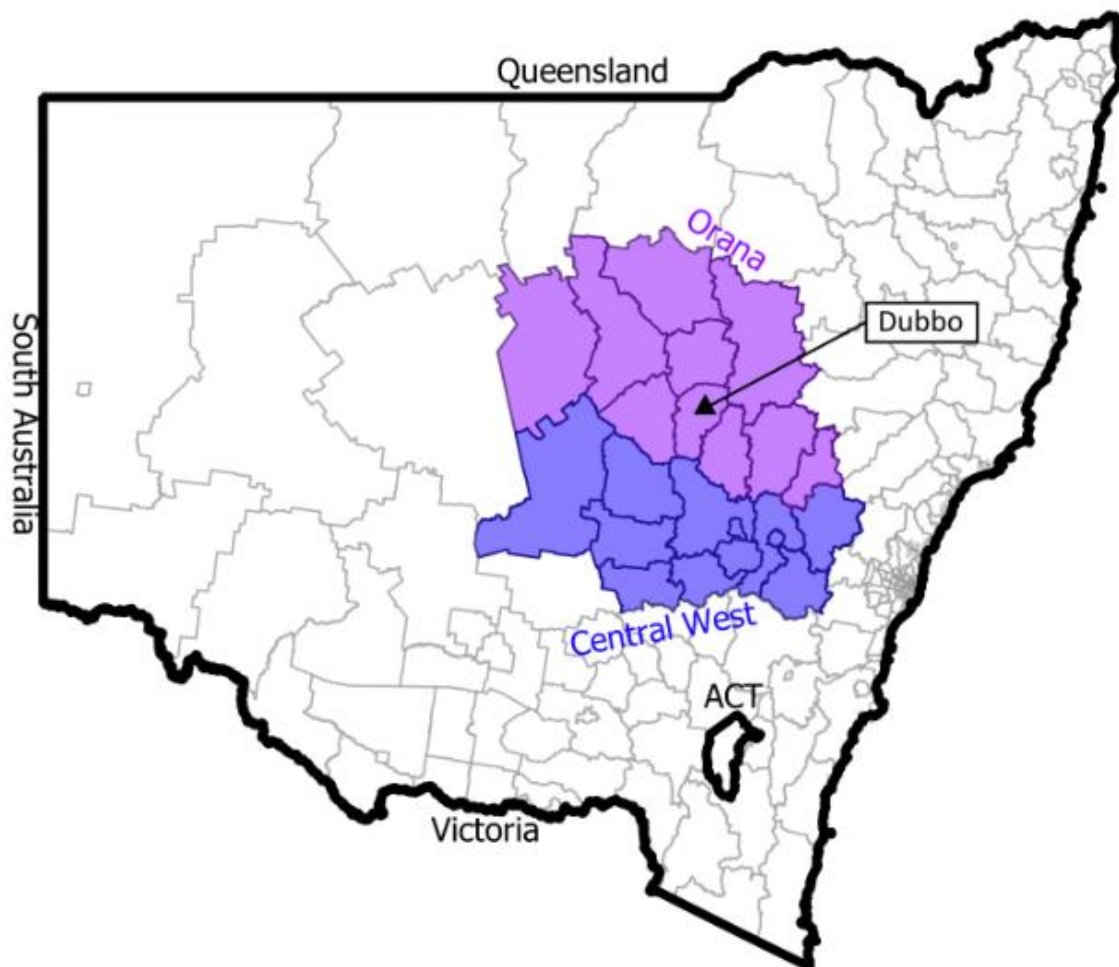 Queensland
Orana
Dubbo
South Australia
Central West
ACT
Victoria